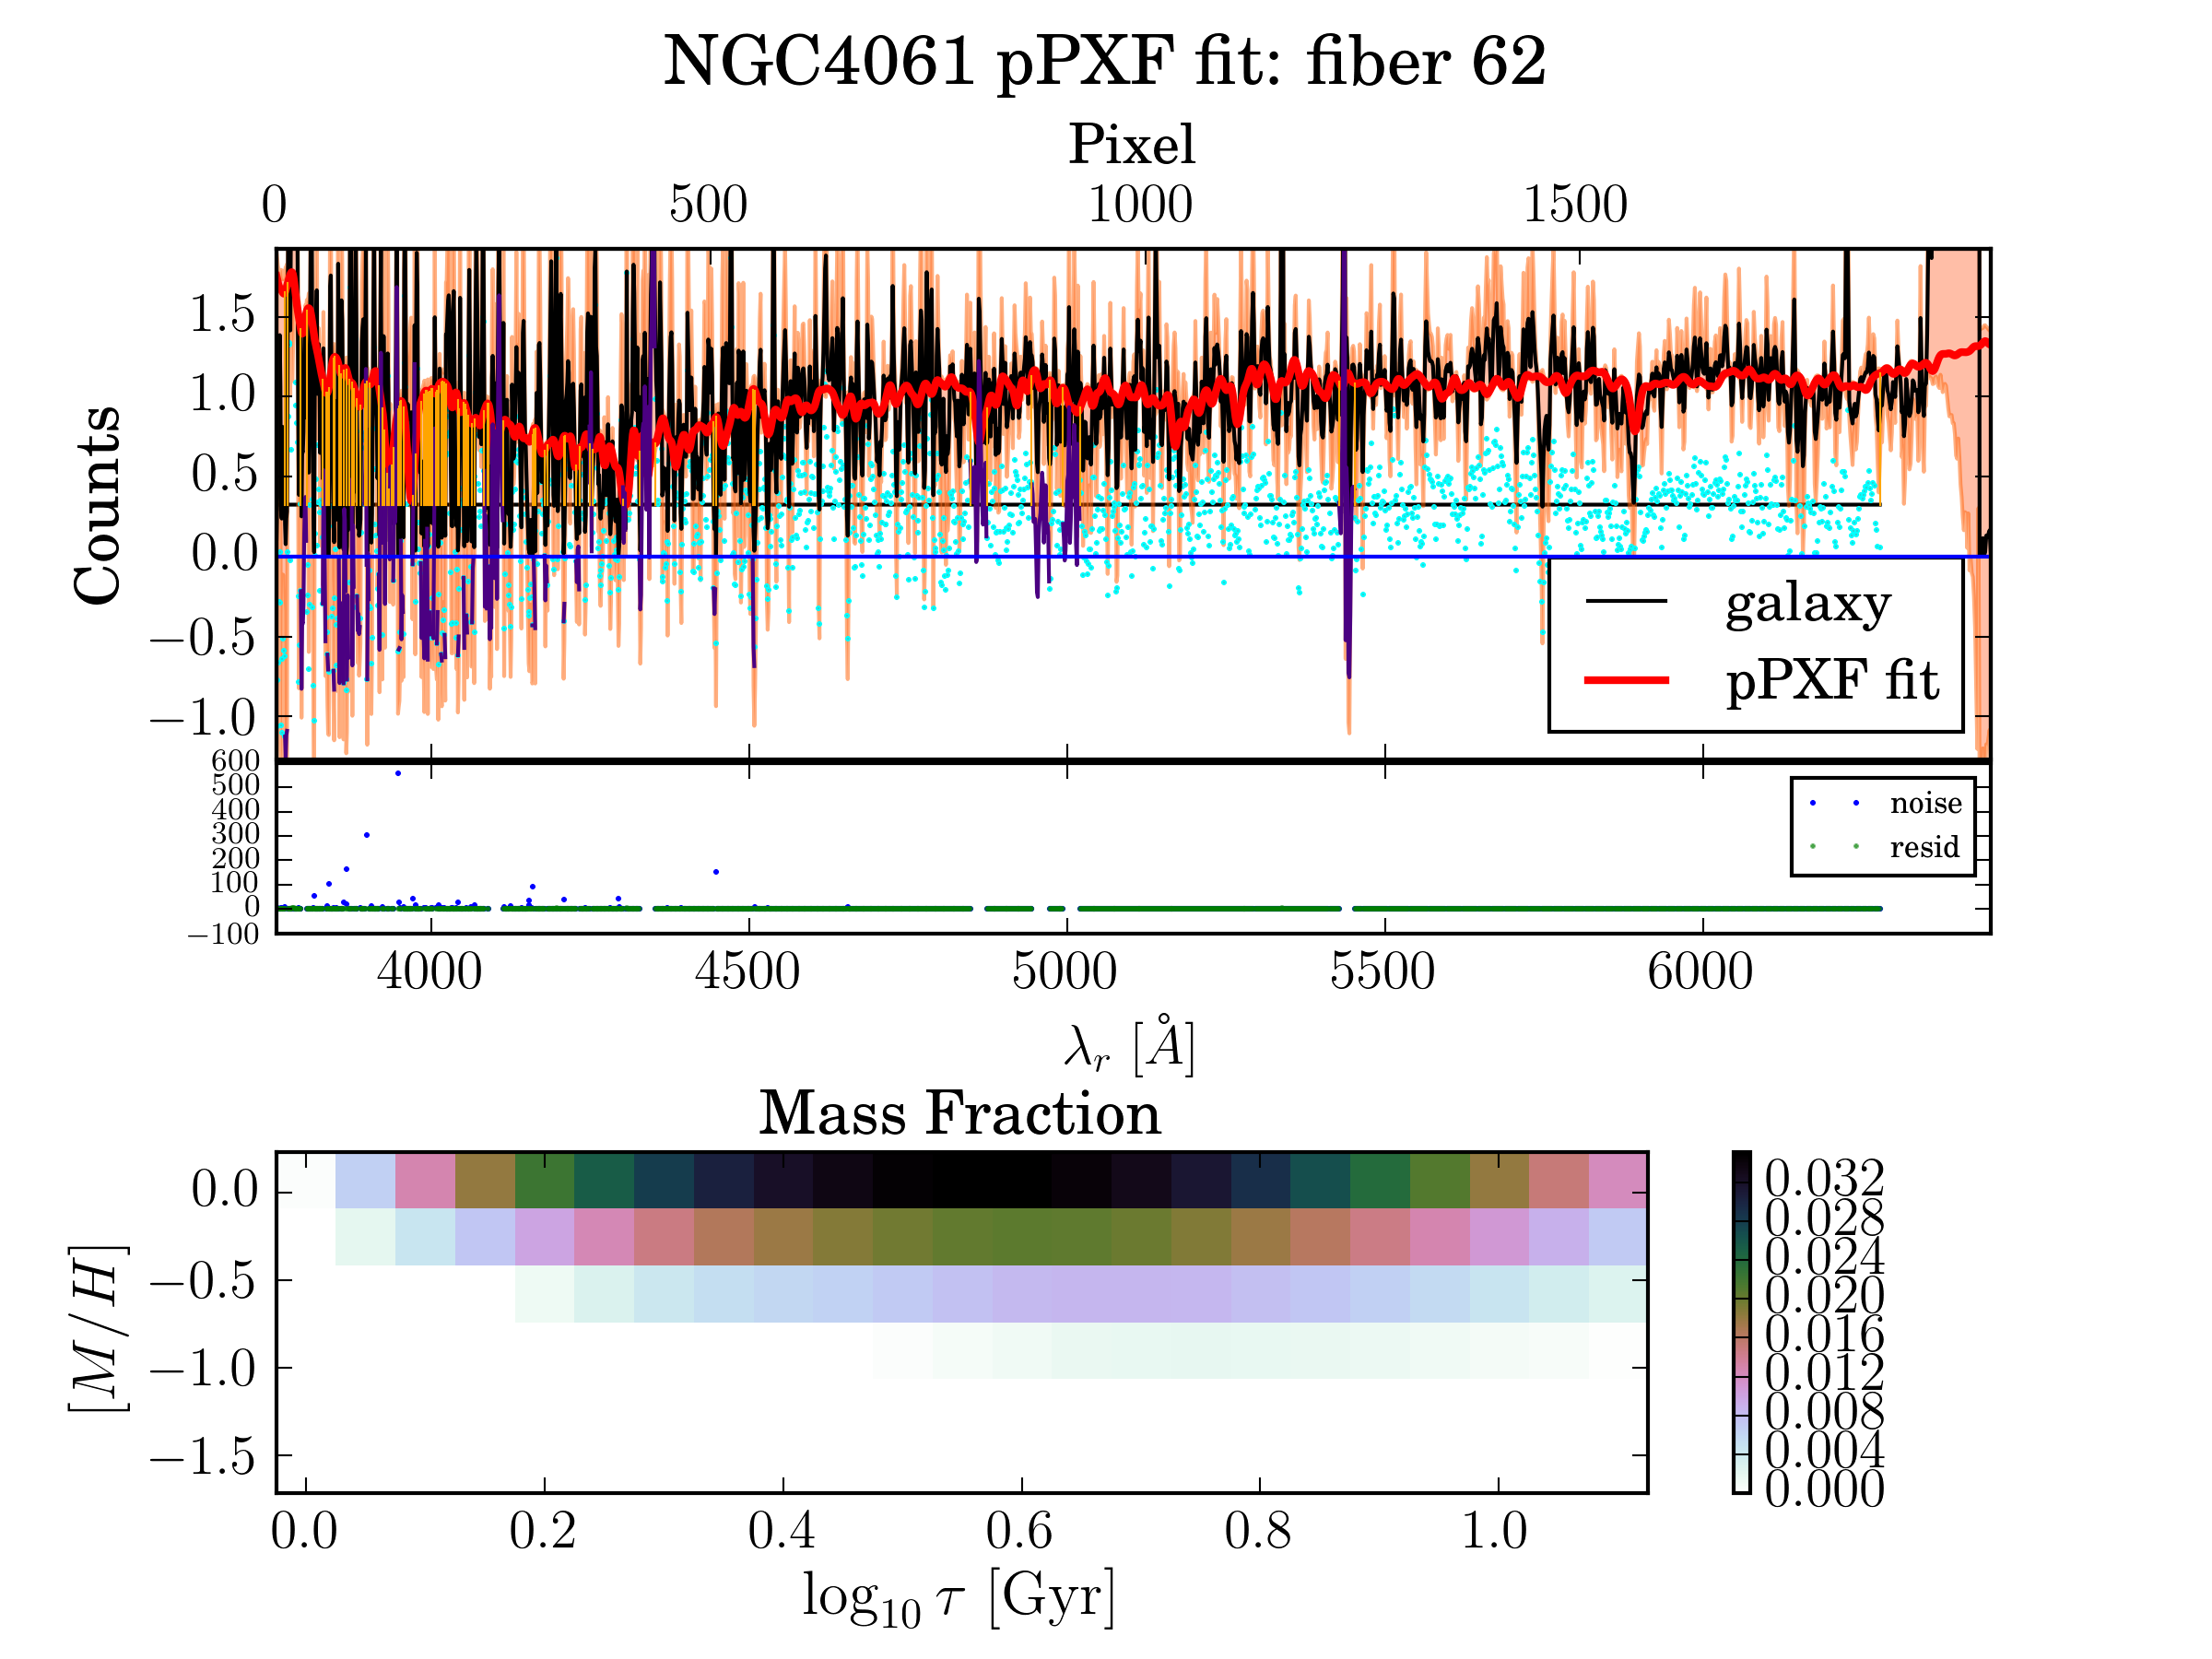 NGC4061 pPXF fit: fiber 62
Pixel
0 500 1000 1500
Counts
1.5
1.0
0.5
0.0
−0.5
−1.0
galaxy
pPXF fit
600
500
400
300
200
100
0
−100
noise
resid
4000 4500 5000 5500 6000
λr [Å]
Mass Fraction
[M/H]
0.0
−0.5
−1.0
−1.5
0.0 0.2 0.4 0.6 0.8 1.0
log10 τ [Gyr]
0.032
0.028
0.024
0.020
0.016
0.012
0.008
0.004
0.000